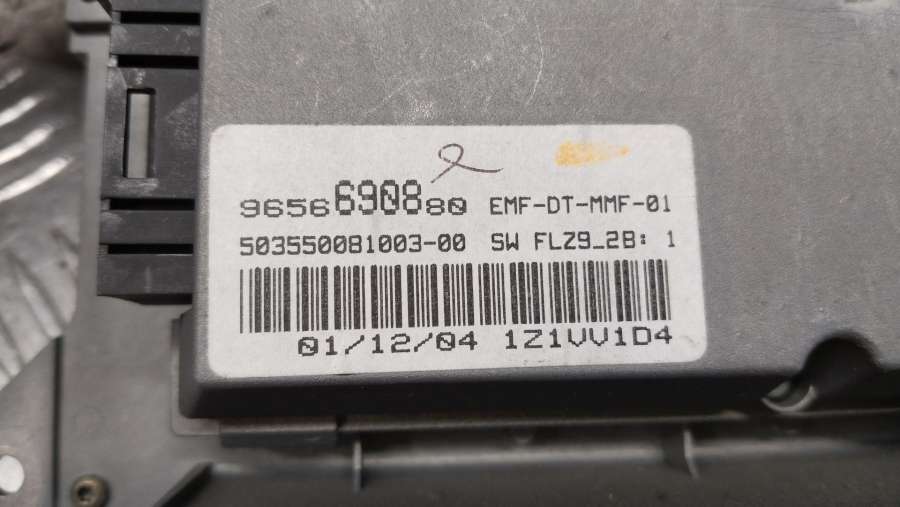 9656690880 EMF-DT-MMF-01
503550081003-00 SW FLZ9_2B: 1
01/12/04 1Z1VV1D4